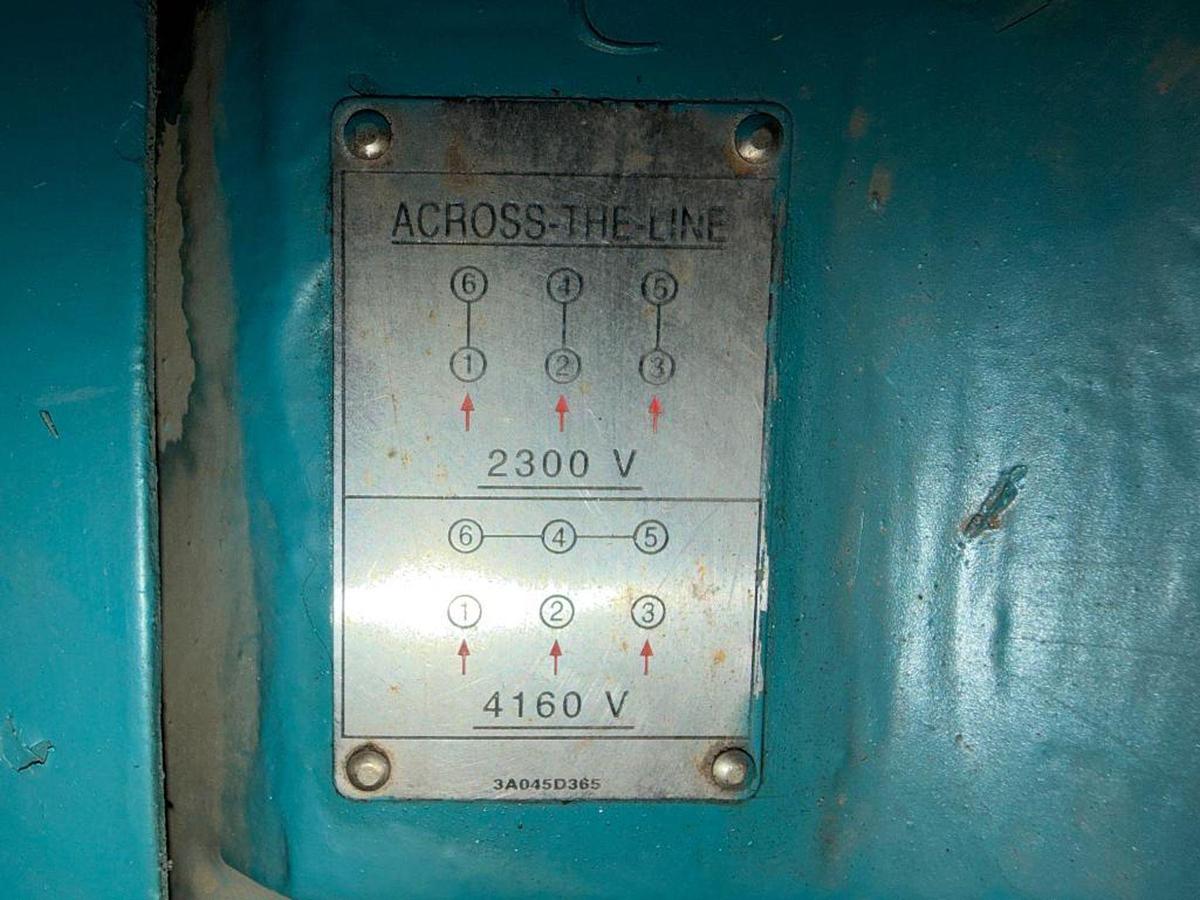 ACROSS-THE-LINE
6 4 5
1 2 3
2300 V
6 4 5
1 2 3
4160 V
3A045D365